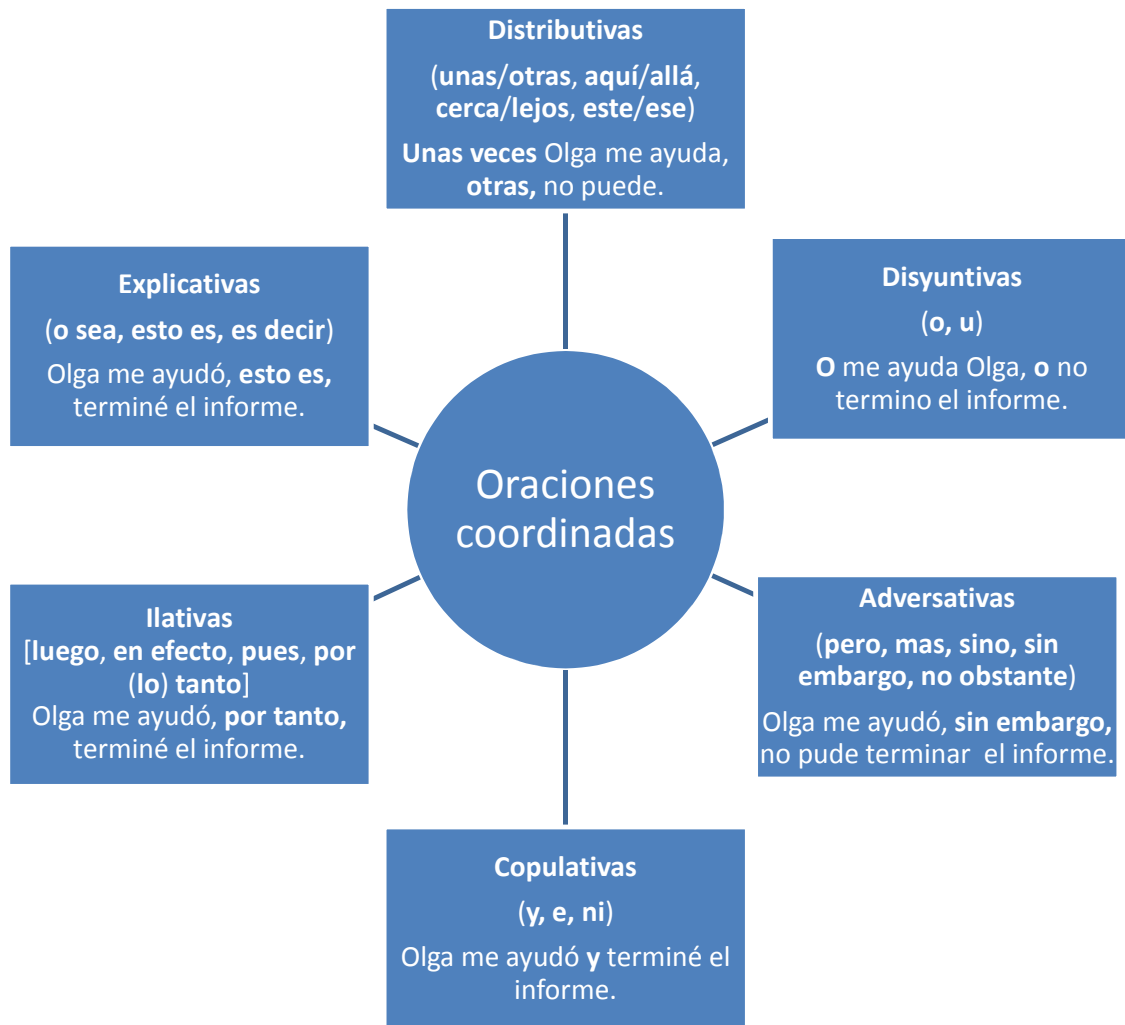 Distributivas
(unas/otras, aquí/allá,
cerca/lejos, este/ese)
Unas veces Olga me ayuda,
otras, no puede.
Disyuntivas
(o, u)
O me ayuda Olga, o no
termino el informe.
Adversativas
(pero, mas, sino, sin
embargo, no obstante)
Olga me ayudó, sin embargo,
no pude terminar el informe.
Copulativas
(y, e, ni)
Olga me ayudó y terminé el
informe.
Ilativas
[luego, en efecto, pues, por
(lo) tanto]
Olga me ayudó, por tanto,
terminé el informe.
Explicativas
(o sea, esto es, es decir)
Olga me ayudó, esto es,
terminé el informe.
Oraciones
coordinadas